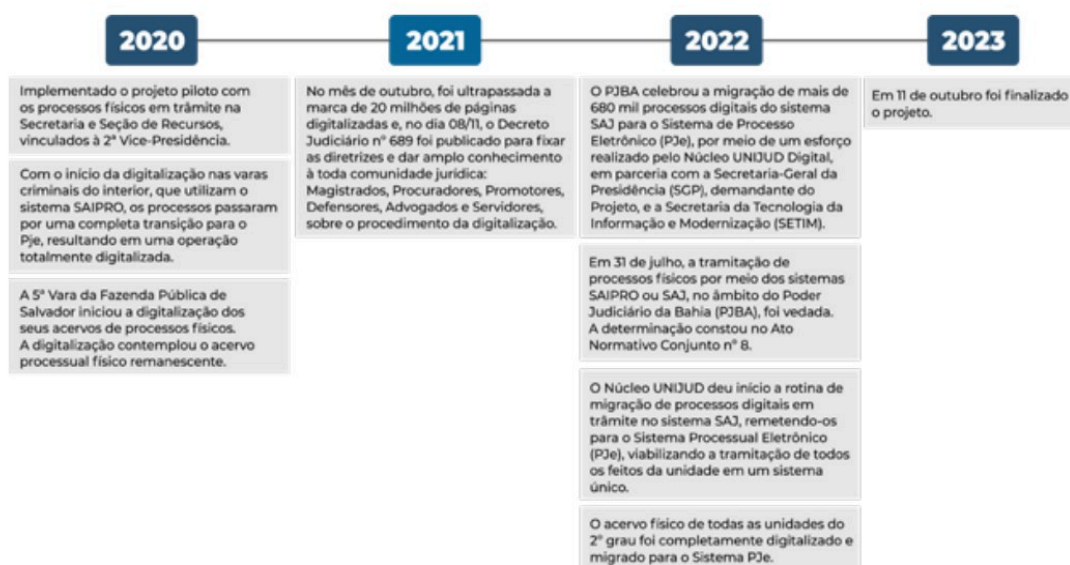 2020
2021
2022
2023
Implementado o projeto piloto com
os processos físicos em trâmite na
Secretaria e Seção de Recursos,
vinculados à 2ª Vice-Presidência.
Com o início da digitalização nas varas
criminais do interior, que utilizam o
sistema SAIPRO, os processos passaram
por uma completa transição para o
Pje, resultando em uma operação
totalmente digitalizada.
A 5ª Vara da Fazenda Pública de
Salvador iniciou a digitalização dos
seus acervos de processos físicos.
A digitalização contemplou o acervo
processual físico remanescente.
No mês de outubro, foi ultrapassada a
marca de 20 milhões de páginas
digitalizadas e, no dia 08/11, o Decreto
Judiciário nº 689 foi publicado para fixar
as diretrizes e dar amplo conhecimento
à toda comunidade jurídica:
Magistrados, Procuradores, Promotores,
Defensores, Advogados e Servidores,
sobre o procedimento da digitalização.
O PJBA celebrou a migração de mais de
680 mil processos digitais do sistema
SAJ para o Sistema de Processo
Eletrônico (PJe), por meio de um esforço
realizado pelo Núcleo UNIJUD Digital,
em parceria com a Secretaria-Geral da
Presidência (SGP), demandante do
Projeto, e a Secretaria da Tecnologia da
Informação e Modernização (SETIM).
Em 31 de julho, a tramitação de
processos físicos por meio dos sistemas
SAIPRO ou SAJ, no âmbito do Poder
Judiciário da Bahia (PJBA), foi vedada.
A determinação constou no Ato
Normativo Conjunto nº 8.
O Núcleo UNIJUD deu início a rotina de
migração de processos digitais em
trâmite no sistema SAJ, remetendo-os
para o Sistema Processual Eletrônico
(PJe), viabilizando a tramitação de todos
os feitos da unidade em um sistema
único.
O acervo físico de todas as unidades do
2º grau foi completamente digitalizado e
migrado para o Sistema PJe.
Em 11 de outubro foi finalizado
o projeto.